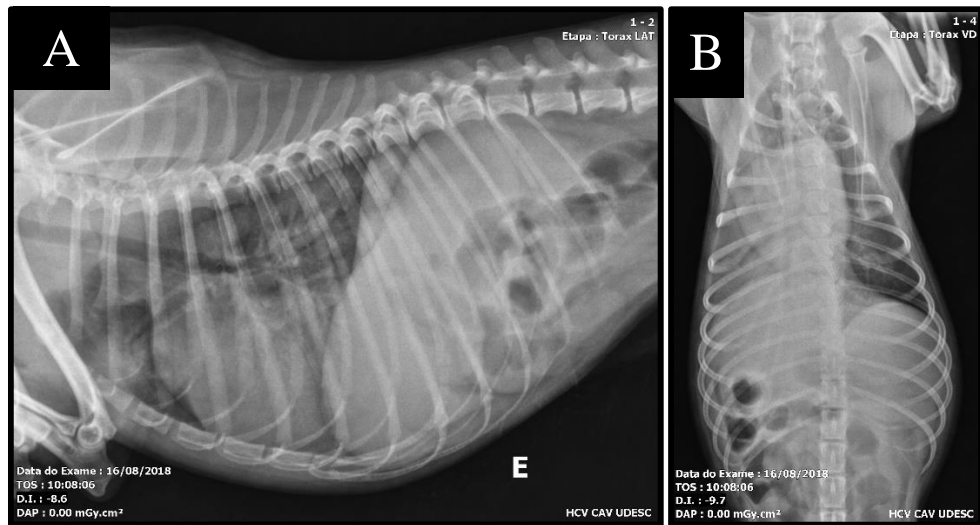 A
1 - 2
Etapa : Torax LAT
E
Data do Exame : 16/08/2018
TOS : 10:08:06
D.I. : -8.6
DAP : 0.00 mGy.cm²
HCV CAV UDESC
B
1 - 4
Etapa : Torax VD
Data do Exame : 16/08/2018
TOS : 10:08:06
D.I. : -9.7
DAP : 0.00 mGy.cm²
HCV CAV UDESC